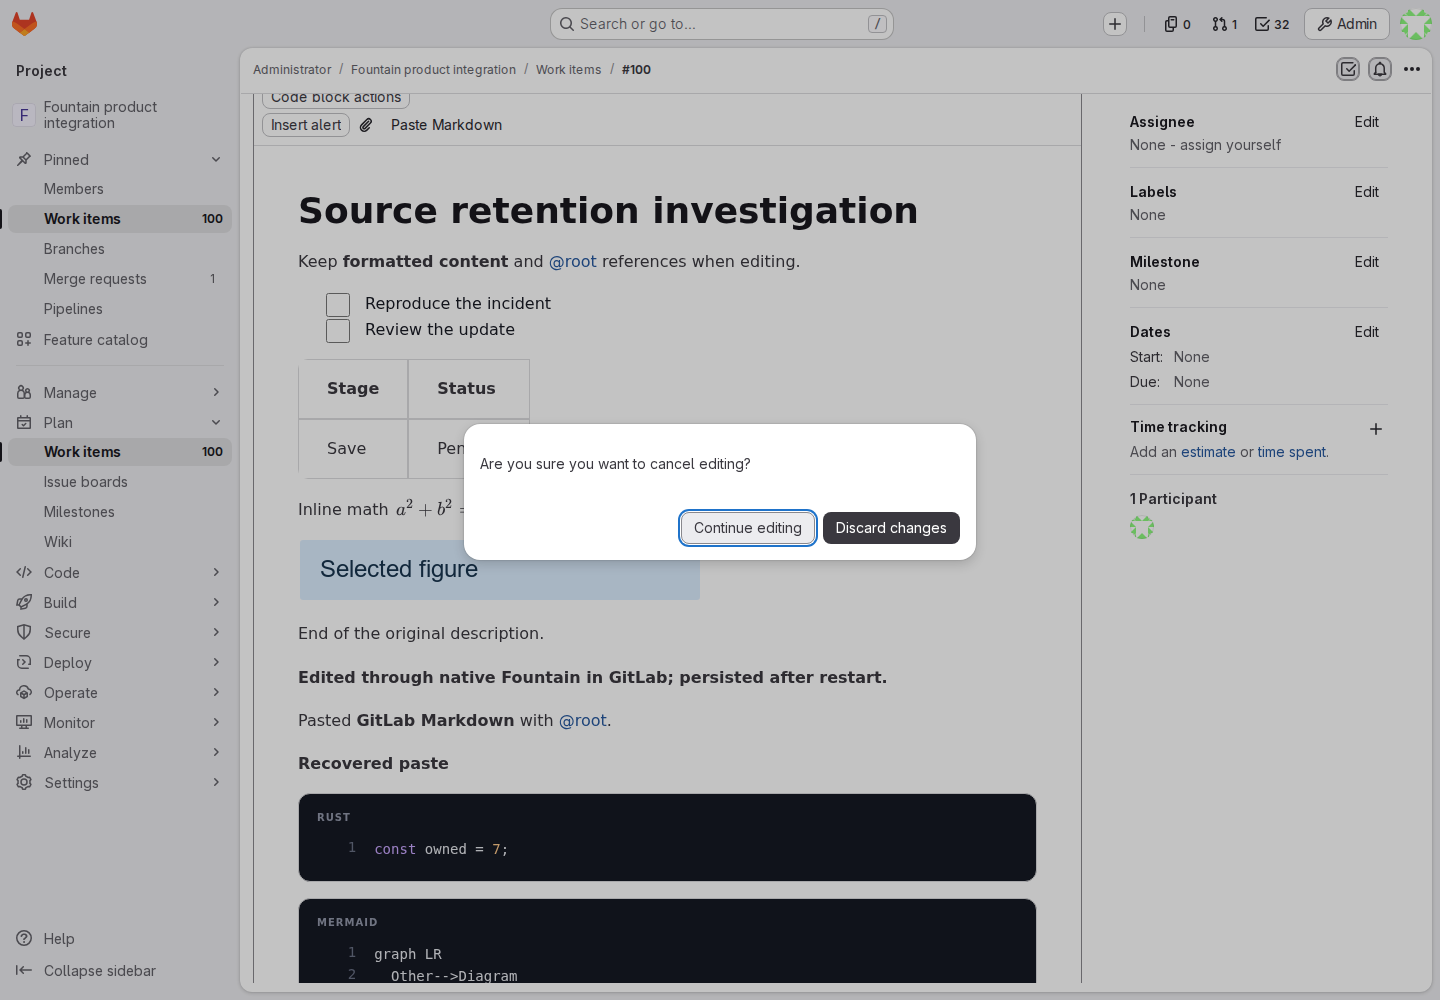 Search or go to...
/
0
1
32
Admin
Project
F
Fountain product integration
Pinned
Members
Work items 100
Branches
Merge requests 1
Pipelines
Feature catalog
Manage
Plan
Work items 100
Issue boards
Milestones
Wiki
Code
Build
Secure
Deploy
Operate
Monitor
Analyze
Settings
Help
Collapse sidebar
Administrator / Fountain product integration / Work items / #100
Code block actions
Insert alert Paste Markdown
Source retention investigation
Keep formatted content and @root references when editing.
Reproduce the incident
Review the update
Stage Status
Save Pen
Inline math a² + b² =
Selected figure
End of the original description.
Edited through native Fountain in GitLab; persisted after restart.
Pasted GitLab Markdown with @root.
Recovered paste
RUST
1 const owned = 7;
MERMAID
1 graph LR
2 Other-->Diagram
Are you sure you want to cancel editing?
Continue editing Discard changes
Assignee Edit
None - assign yourself
Labels Edit
None
Milestone Edit
None
Dates Edit
Start: None
Due: None
Time tracking
Add an estimate or time spent.
1 Participant